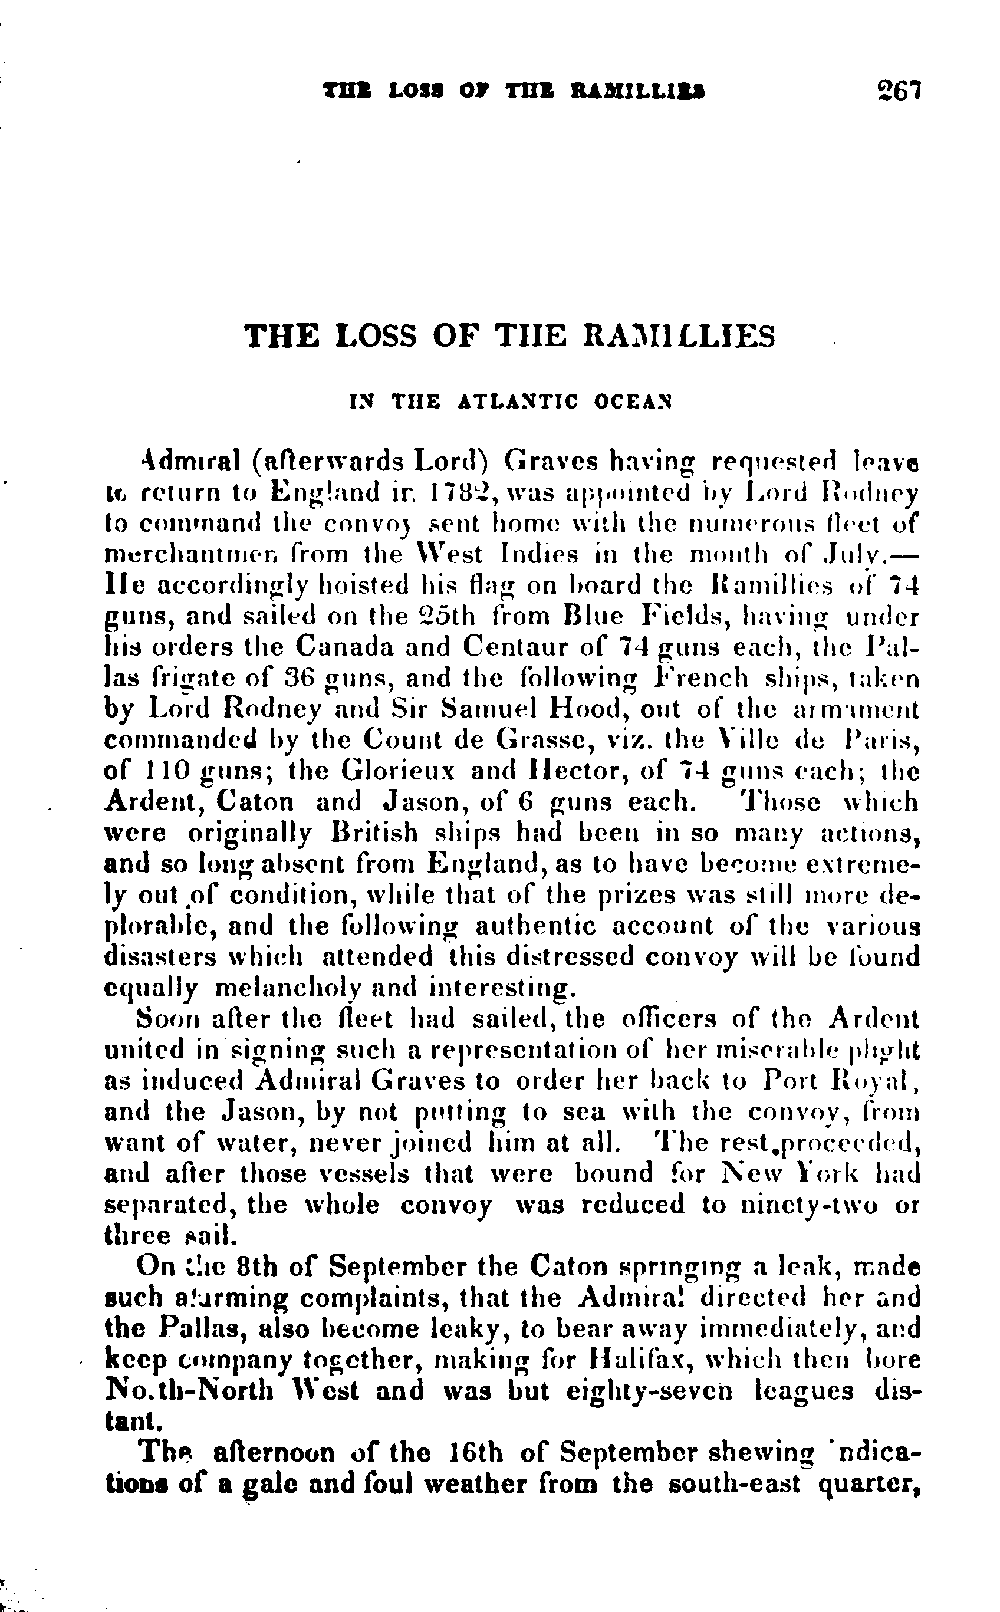 THE LOSS OF THE RAMILLIES 267
THE LOSS OF THE RAMILLIES
IN THE ATLANTIC OCEAN
Admiral (afterwards Lord) Graves having requested leave
to return to England in 1782, was appointed by Lord Rodney
to command the convoy sent home with the numerous fleet of
merchantmen from the West Indies in the month of July.—
He accordingly hoisted his flag on board the Ramillies of 74
guns, and sailed on the 25th from Blue Fields, having under
his orders the Canada and Centaur of 74 guns each, the Pal-
las frigate of 36 guns, and the following French ships, taken
by Lord Rodney and Sir Samuel Hood, out of the armament
commanded by the Count de Grasse, viz. the Ville de Paris,
of 110 guns; the Glorieux and Hector, of 74 guns each; the
Ardent, Caton and Jason, of 6 guns each. Those which
were originally British ships had been in so many actions,
and so long absent from England, as to have become extreme-
ly out of condition, while that of the prizes was still more de-
plorable, and the following authentic account of the various
disasters which attended this distressed convoy will be found
equally melancholy and interesting.
Soon after the fleet had sailed, the officers of the Ardent
united in signing such a representation of her miserable plight
as induced Admiral Graves to order her back to Port Royal,
and the Jason, by not putting to sea with the convoy, from
want of water, never joined him at all. The rest proceeded,
and after those vessels that were bound for New York had
separated, the whole convoy was reduced to ninety-two or
three sail.
On the 8th of September the Caton springing a leak, made
such alarming complaints, that the Admiral directed her and
the Pallas, also become leaky, to bear away immediately, and
keep company together, making for Halifax, which then bore
North-North West and was but eighty-seven leagues dis-
tant.
The afternoon of the 16th of September shewing indica-
tions of a gale and foul weather from the south-east quarter,